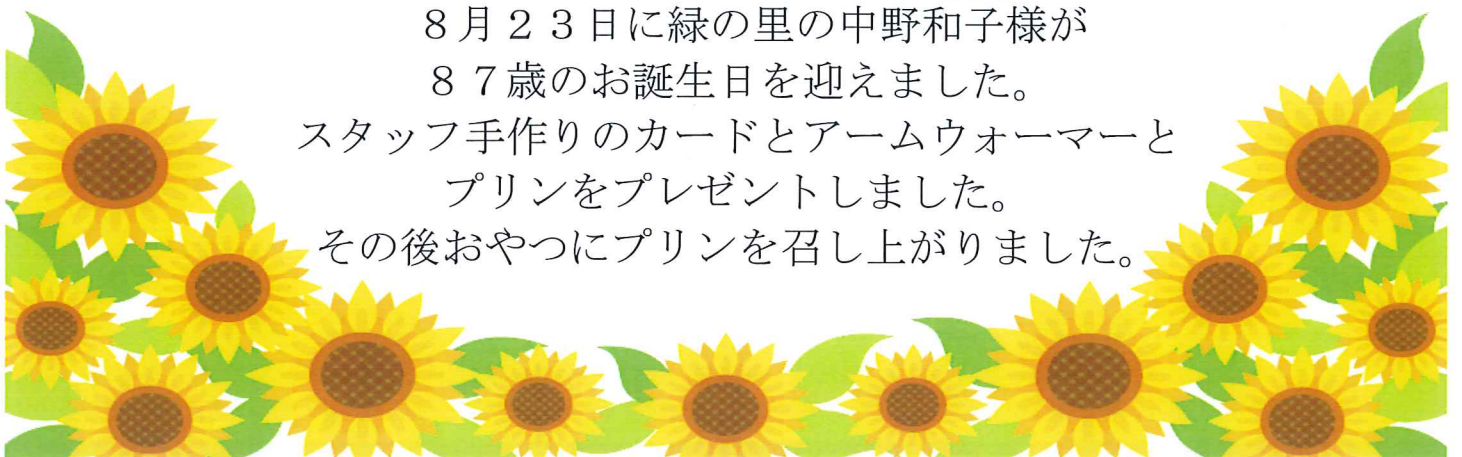 ８月２３日に緑の里の中野和子様が
８７歳のお誕生日を迎えました。
スタッフ手作りのカードとアームウォーマーと
プリンをプレゼントしました。
その後おやつにプリンを召し上がりました。